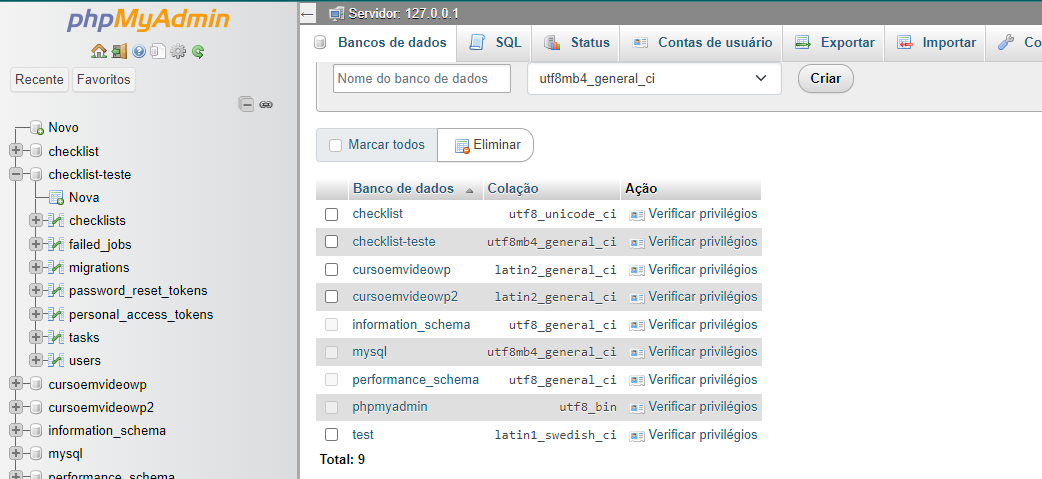 phpMyAdmin
Recente Favoritos
Novo
checklist
checklist-teste
Nova
checklists
failed_jobs
migrations
password_reset_tokens
personal_access_tokens
tasks
users
cursoemvideowp
cursoemvideowp2
information_schema
mysql
performance_schema
Servidor: 127.0.0.1
Bancos de dados SQL Status Contas de usuário Exportar Importar Co
Nome do banco de dados utf8mb4_general_ci Criar
Marcar todos Eliminar
Banco de dados Colação Ação
checklist utf8_unicode_ci Verificar privilégios
checklist-teste utf8mb4_general_ci Verificar privilégios
cursoemvideowp latin2_general_ci Verificar privilégios
cursoemvideowp2 latin2_general_ci Verificar privilégios
information_schema utf8_general_ci Verificar privilégios
mysql utf8mb4_general_ci Verificar privilégios
performance_schema utf8_general_ci Verificar privilégios
phpmyadmin utf8_bin Verificar privilégios
test latin1_swedish_ci Verificar privilégios
Total: 9